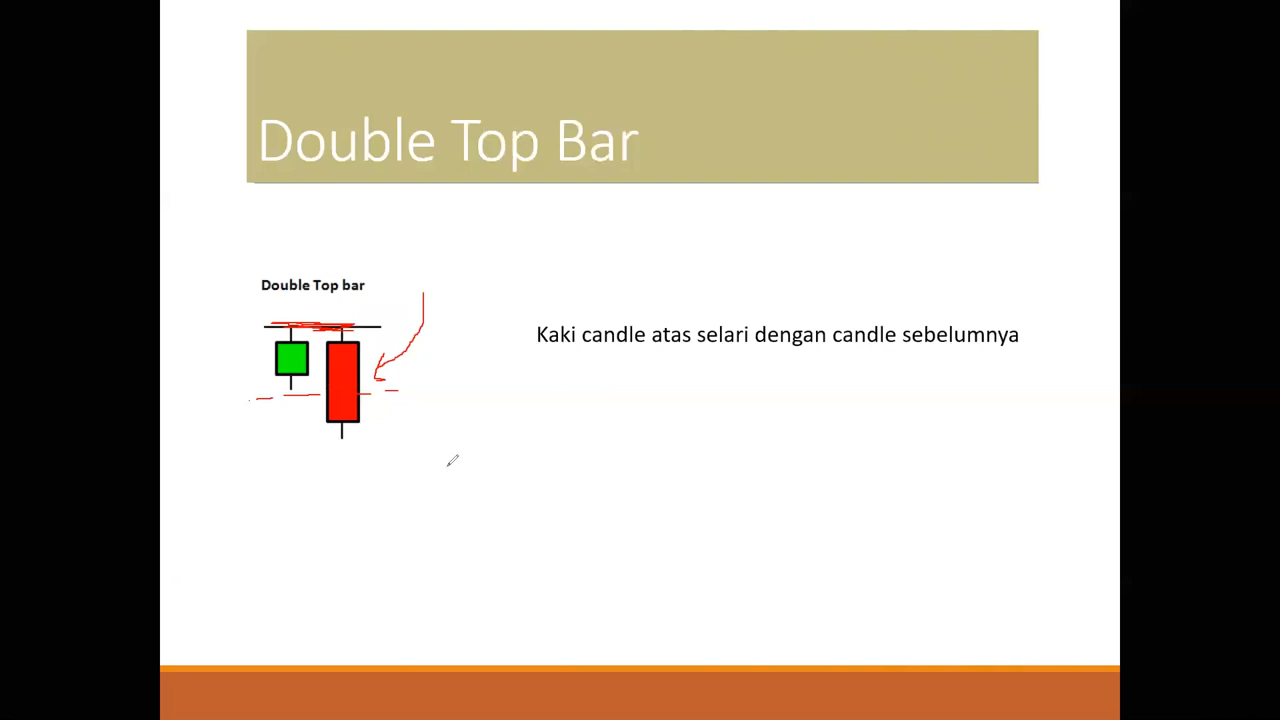 Double Top Bar
Double Top bar
Kaki candle atas selari dengan candle sebelumnya